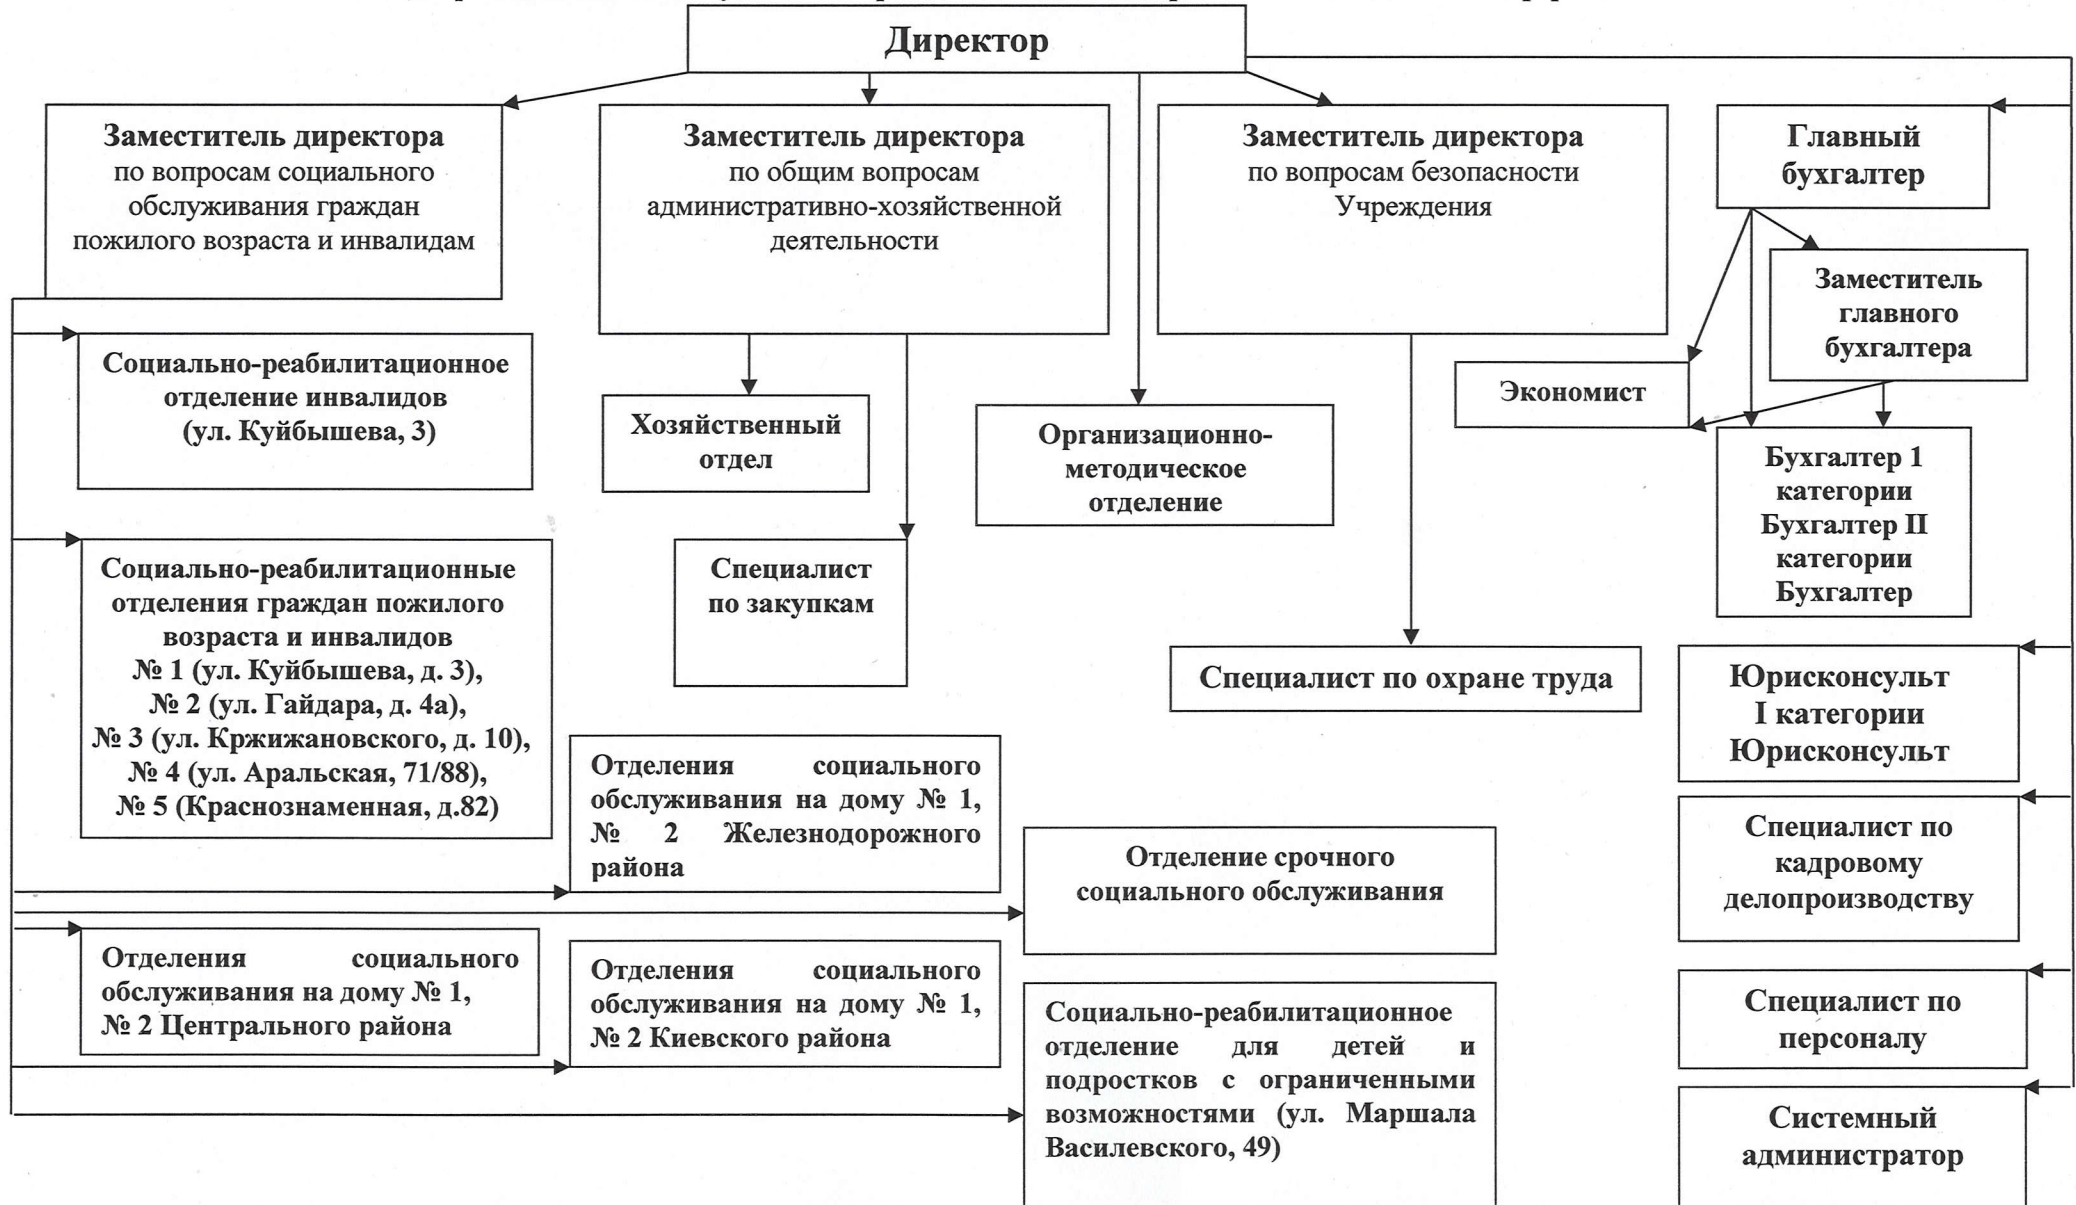 Директор
Заместитель директора
по вопросам социального
обслуживания граждан
пожилого возраста и инвалидам
Заместитель директора
по общим вопросам
административно-хозяйственной
деятельности
Заместитель директора
по вопросам безопасности
Учреждения
Главный
бухгалтер
Заместитель
главного
бухгалтера
Социально-реабилитационное
отделение инвалидов
(ул. Куйбышева, 3)
Экономист
Хозяйственный
отдел
Организационно-
методическое
отделение
Бухгалтер 1
категории
Бухгалтер II
категории
Бухгалтер
Социально-реабилитационные
отделения граждан пожилого
возраста и инвалидов
№ 1 (ул. Куйбышева, д. 3),
№ 2 (ул. Гайдара, д. 4а),
№ 3 (ул. Кржижановского, д. 10),
№ 4 (ул. Аральская, 71/88),
№ 5 (Краснознаменная, д.82)
Специалист
по закупкам
Специалист по охране труда
Юрисконсульт
I категории
Юрисконсульт
Отделения социального
обслуживания на дому № 1,
№ 2 Железнодорожного
района
Отделение срочного
социального обслуживания
Специалист по
кадровому
делопроизводству
Отделения социального
обслуживания на дому № 1,
№ 2 Центрального района
Отделения социального
обслуживания на дому № 1,
№ 2 Киевского района
Социально-реабилитационное
отделение для детей и
подростков с ограниченными
возможностями (ул. Маршала
Василевского, 49)
Специалист по
персоналу
Системный
администратор